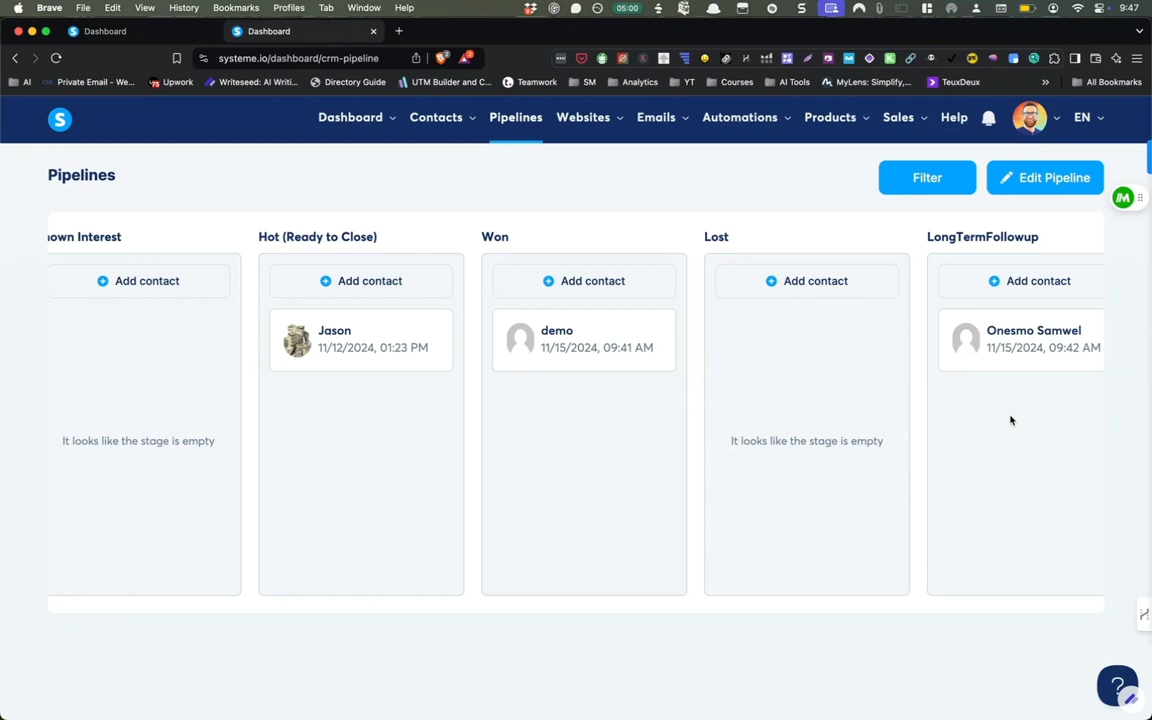 Brave File Edit View History Bookmarks Profiles Tab Window Help 05:00 9:47
Dashboard Dashboard
systeme.io/dashboard/crm-pipeline
AI Private Email - We... Upwork Writeseed: AI Writi... Directory Guide UTM Builder and C... Teamwork SM Analytics YT Courses AI Tools MyLens: Simplify,... TeuxDeux All Bookmarks
S Dashboard Contacts Pipelines Websites Emails Automations Products Sales Help EN
Pipelines Filter Edit Pipeline
hown Interest Hot (Ready to Close) Won Lost LongTermFollowup
Add contact Add contact Add contact Add contact Add contact
Jason demo Onesmo Samwel
11/12/2024, 01:23 PM 11/15/2024, 09:41 AM 11/15/2024, 09:42 AM
It looks like the stage is empty It looks like the stage is empty
?